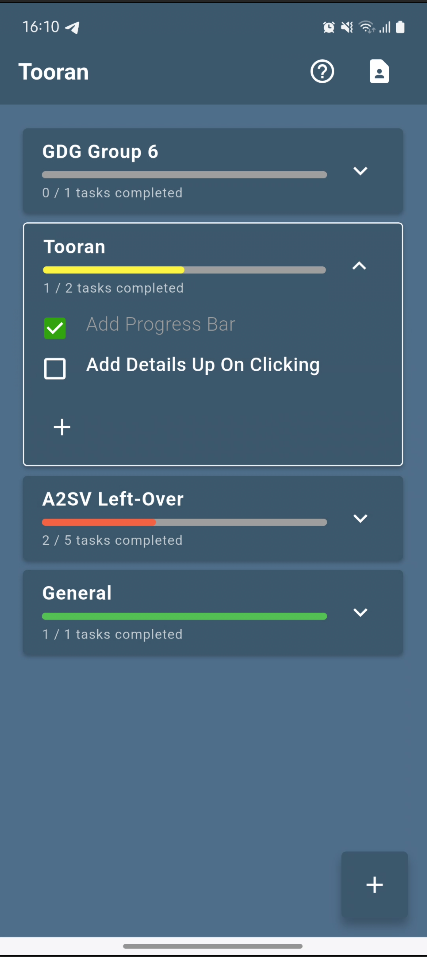 16:10
Tooran
GDG Group 6
0 / 1 tasks completed
Tooran
1 / 2 tasks completed
Add Progress Bar
Add Details Up On Clicking
A2SV Left-Over
2 / 5 tasks completed
General
1 / 1 tasks completed